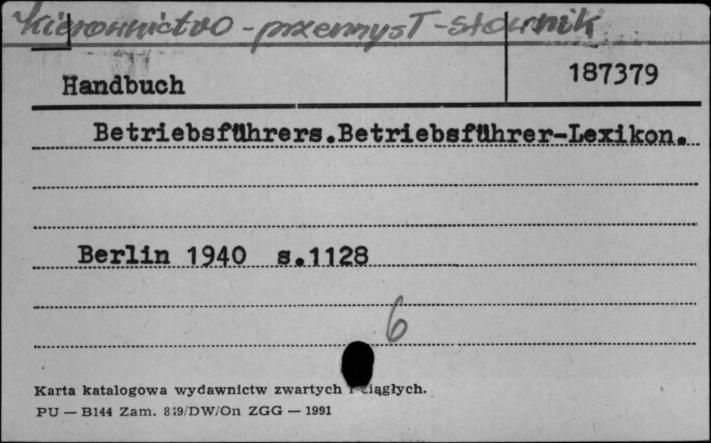 Kierownictwo - przemysł - słownik
187379
Handbuch
Betriebsführers.Betriebsführer-Lexikon.
Berlin 1940 s.1128
6
Karta katalogowa wydawnictw zwartych i ciągłych.
PU — B144 Zam. 819/DW/On ZGG — 1991